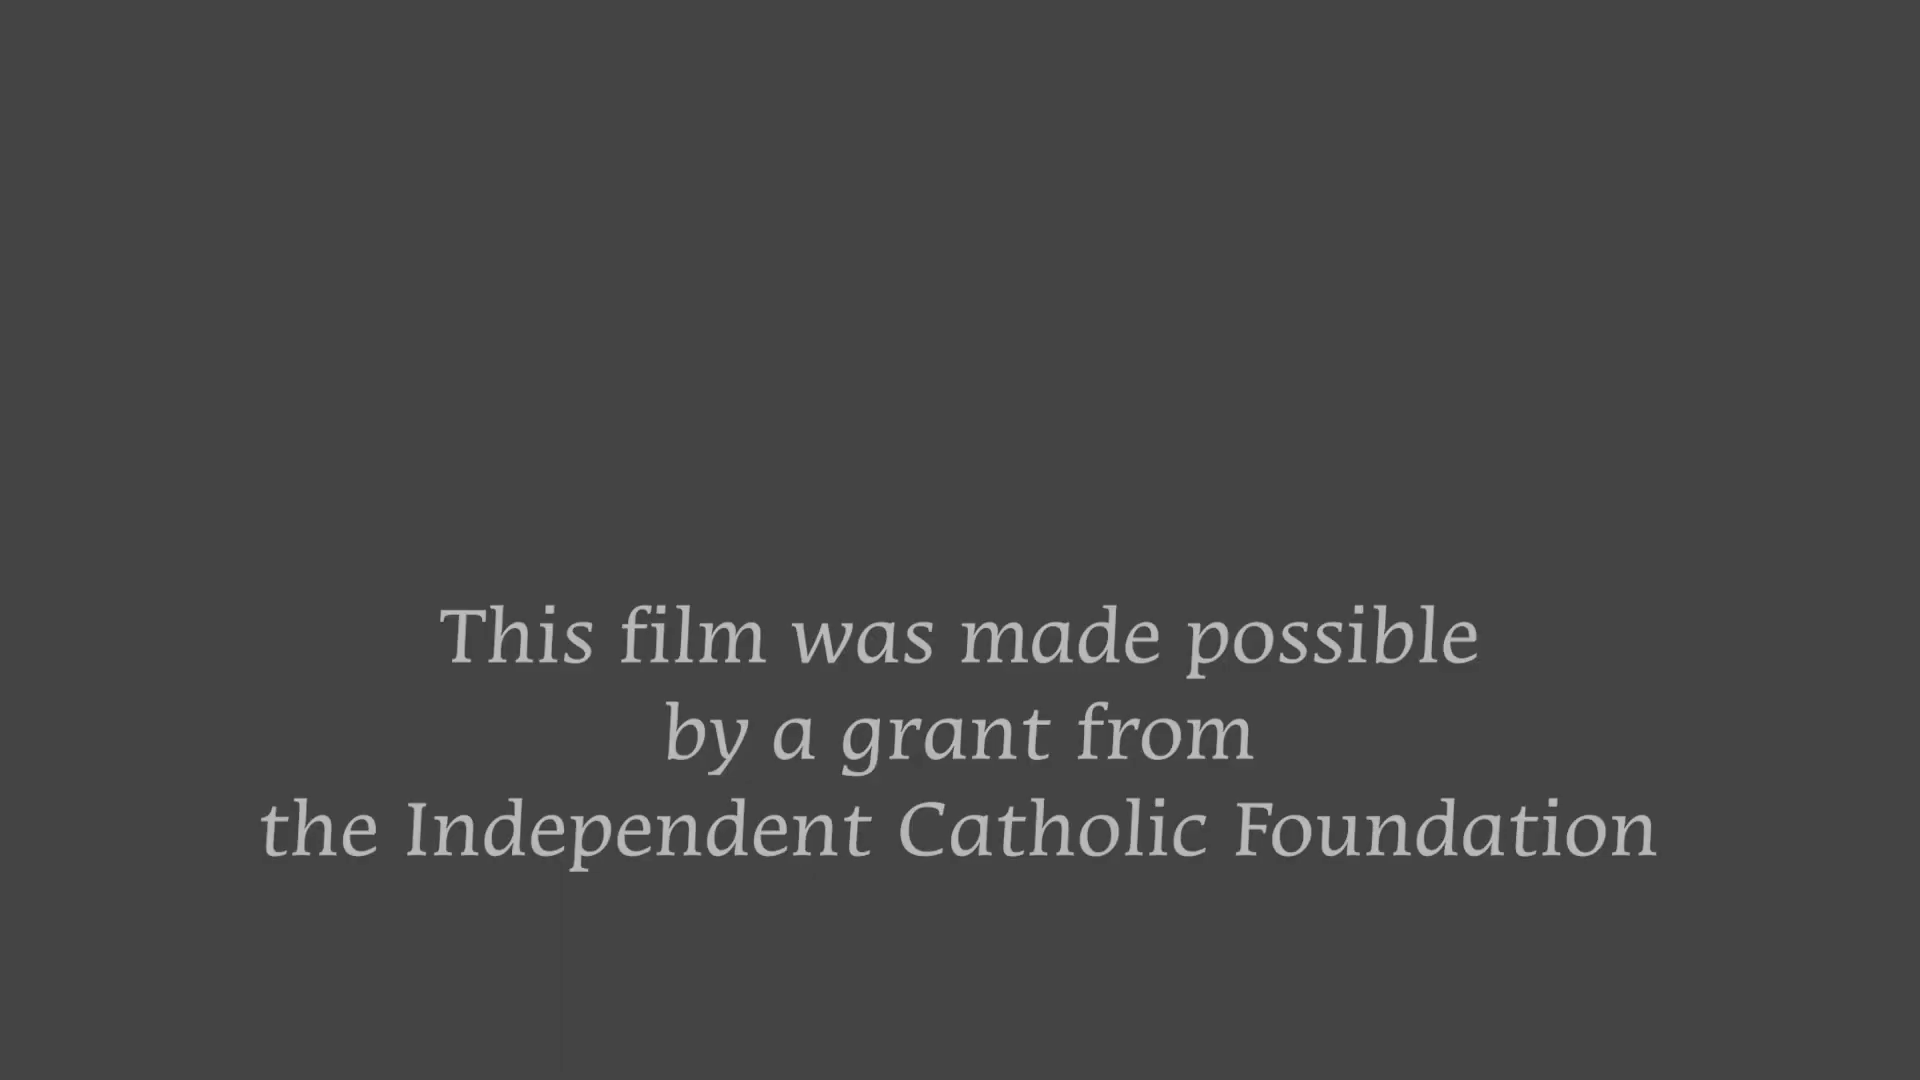 This film was made possible
by a grant from
the Independent Catholic Foundation